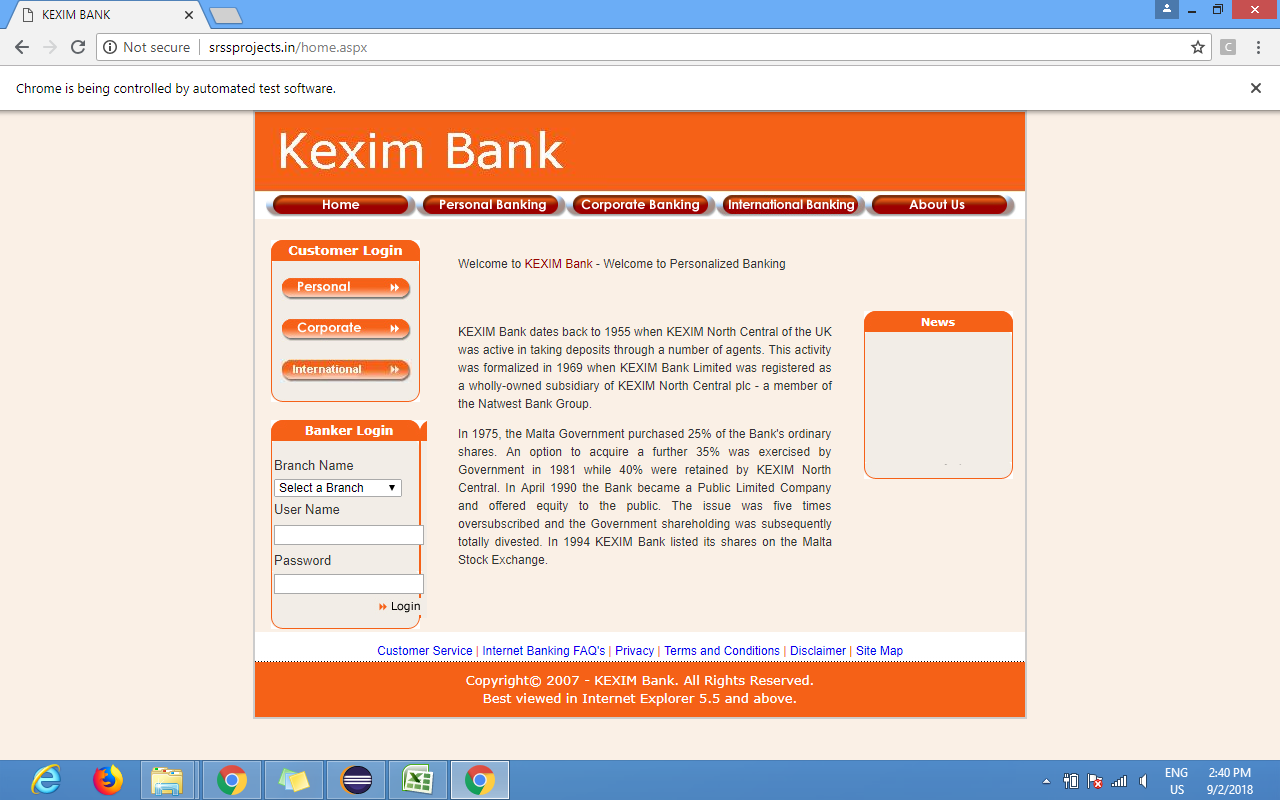 KEXIM BANK
Not secure
srssprojects.in/home.aspx
C
Chrome is being controlled by automated test software.
Kexim Bank
Home
Personal Banking
Corporate Banking
International Banking
About Us
Customer Login
Personal
Corporate
International
Banker Login
Branch Name
Select a Branch
User Name
Password
Login
Welcome to KEXIM Bank - Welcome to Personalized Banking
KEXIM Bank dates back to 1955 when KEXIM North Central of the UK
was active in taking deposits through a number of agents. This activity
was formalized in 1969 when KEXIM Bank Limited was registered as
a wholly-owned subsidiary of KEXIM North Central plc - a member of
the Natwest Bank Group.
In 1975, the Malta Government purchased 25% of the Bank's ordinary
shares. An option to acquire a further 35% was exercised by
Government in 1981 while 40% were retained by KEXIM North
Central. In April 1990 the Bank became a Public Limited Company
and offered equity to the public. The issue was five times
oversubscribed and the Government shareholding was subsequently
totally divested. In 1994 KEXIM Bank listed its shares on the Malta
Stock Exchange.
News
Customer Service | Internet Banking FAQ's | Privacy | Terms and Conditions | Disclaimer | Site Map
Copyright© 2007 - KEXIM Bank. All Rights Reserved.
Best viewed in Internet Explorer 5.5 and above.
ENG
US
2:40 PM
9/2/2018